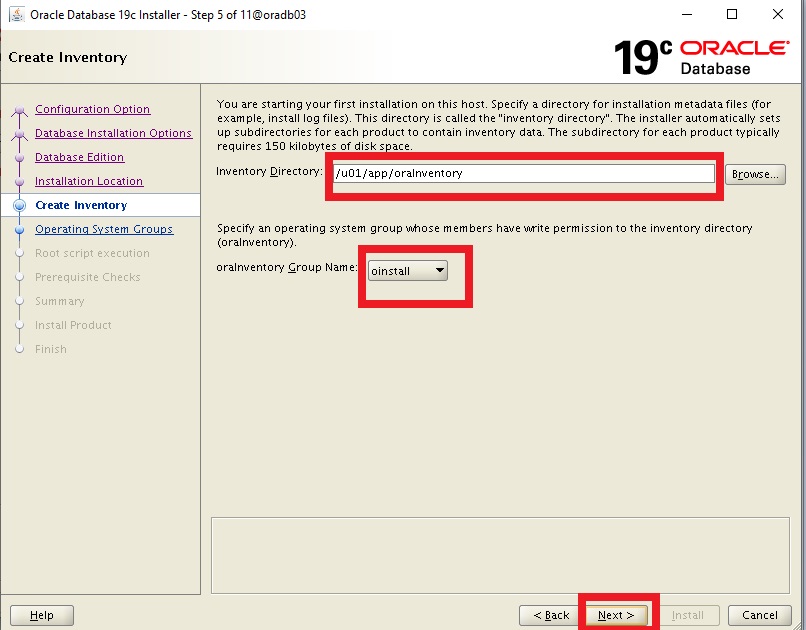 Oracle Database 19c Installer - Step 5 of 11@oradb03
Create Inventory
19c ORACLE
Database
Configuration Option
Database Installation Options
Database Edition
Installation Location
Create Inventory
Operating System Groups
Root script execution
Prerequisite Checks
Summary
Install Product
Finish
You are starting your first installation on this host. Specify a directory for installation metadata files (for
example, install log files). This directory is called the "inventory directory". The installer automatically sets
up subdirectories for each product to contain inventory data. The subdirectory for each product typically
requires 150 kilobytes of disk space.
Inventory Directory: /u01/app/oraInventory Browse...
Specify an operating system group whose members have write permission to the inventory directory
(oraInventory).
oraInventory Group Name: oinstall
Help < Back Next > Install Cancel